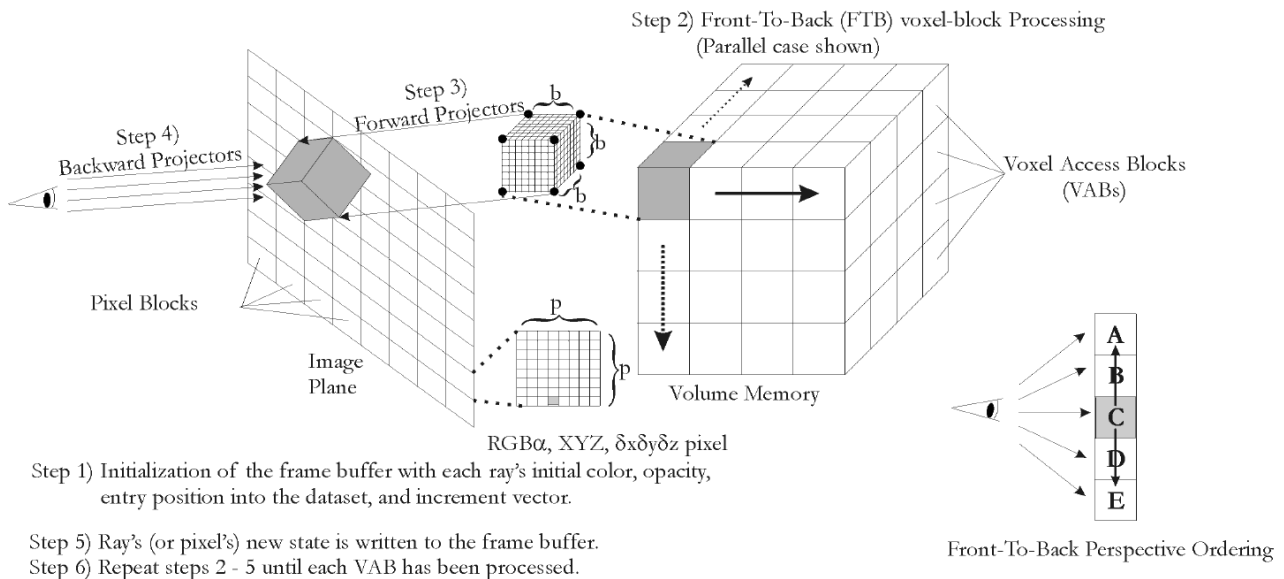 Step 2) Front-To-Back (FTB) voxel-block Processing
(Parallel case shown)
Step 3)
Forward Projectors
b
b
b
Step 4)
Backward Projectors
Voxel Access Blocks
(VABs)
Pixel Blocks
Image
Plane
p
p
Volume Memory
RGBα, XYZ, δxδyδz pixel
A
B
C
D
E
Step 1) Initialization of the frame buffer with each ray's initial color, opacity,
entry position into the dataset, and increment vector.
Step 5) Ray's (or pixel's) new state is written to the frame buffer.
Step 6) Repeat steps 2 - 5 until each VAB has been processed.
Front-To-Back Perspective Ordering